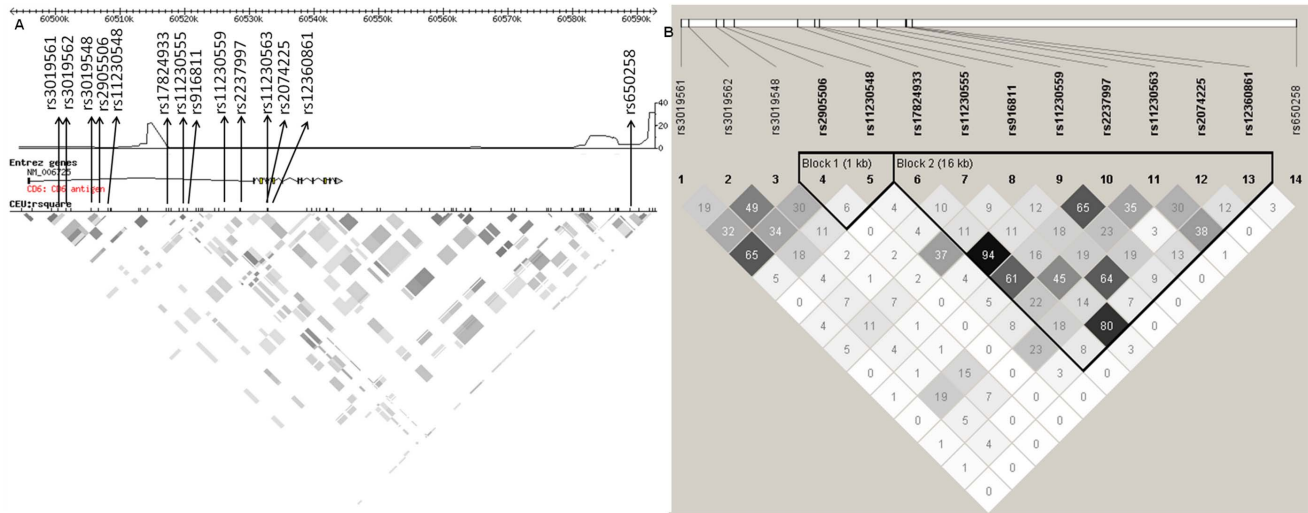 A
60500k 60510k 60520k 60530k 60540k 60550k 60560k 60570k 60580k 60590k
rs3019561
rs3019562
rs3019548
rs2905506
rs11230548
rs17824933
rs11230555
rs916811
rs11230559
rs2237997
rs11230563
rs2074225
rs12360861
rs650258
40
20
0
Entrez genes
NM_006725
CD6: CD6 antigen
CEU:rsquare
B
rs3019561
rs3019562
rs3019548
rs2905506
rs11230548
rs17824933
rs11230555
rs916811
rs11230559
rs2237997
rs11230563
rs2074225
rs12360861
rs650258
Block 1 (1 kb) Block 2 (16 kb)
1 2 3 4 5 6 7 8 9 10 11 12 13 14
19 49 30 6 4 10 9 12 65 35 30 12 3
32 34 11 0 4 11 11 18 23 3 38 0
65 18 2 2 37 94 16 19 19 13 1
5 4 1 2 4 61 45 64 9 0
0 7 7 0 5 22 14 7 0
4 11 1 0 8 18 80 0
5 4 1 0 23 8 3
0 1 15 0 3 0
0 19 7 0 0
1 5 0 0
1 4 0
1 0
0